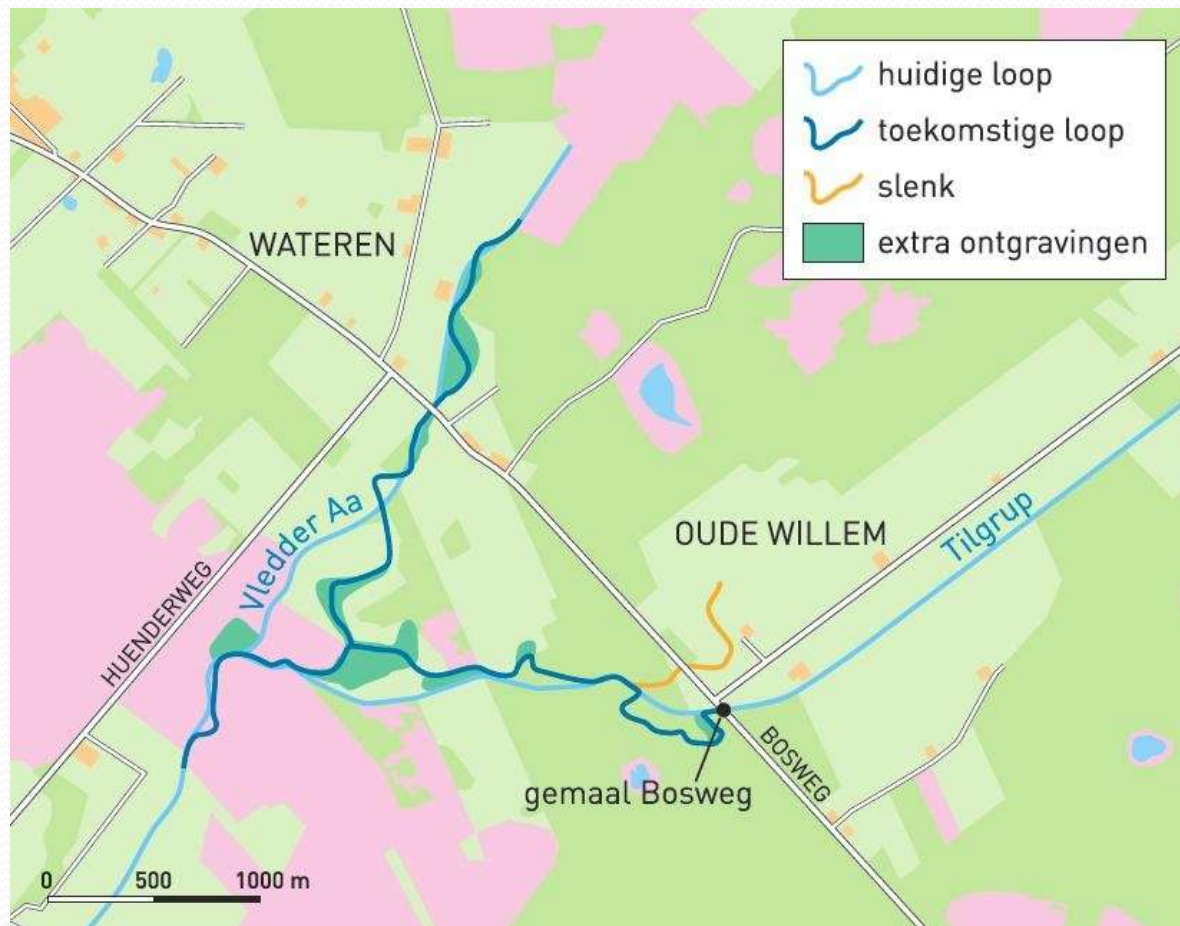 huidige loop
toekomstige loop
slenk
extra ontgravingen
WATEREN
OUDE WILLEM
Tilgrup
Vledder Aa
HUENDERWEG
BOSWEG
gemaal Bosweg
0 500 1000 m